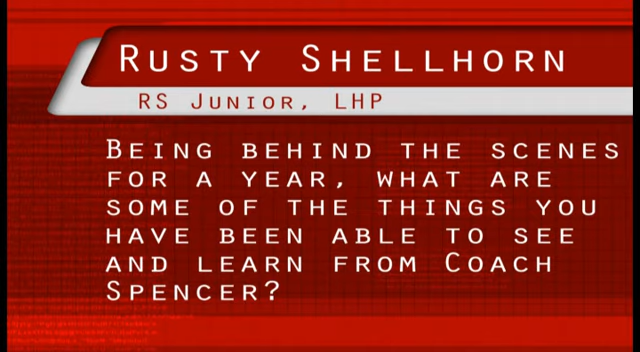 Rusty Shellhorn
RS Junior, LHP
Being behind the scenes
for a year, what are
some of the things you
have been able to see
and learn from Coach
Spencer?